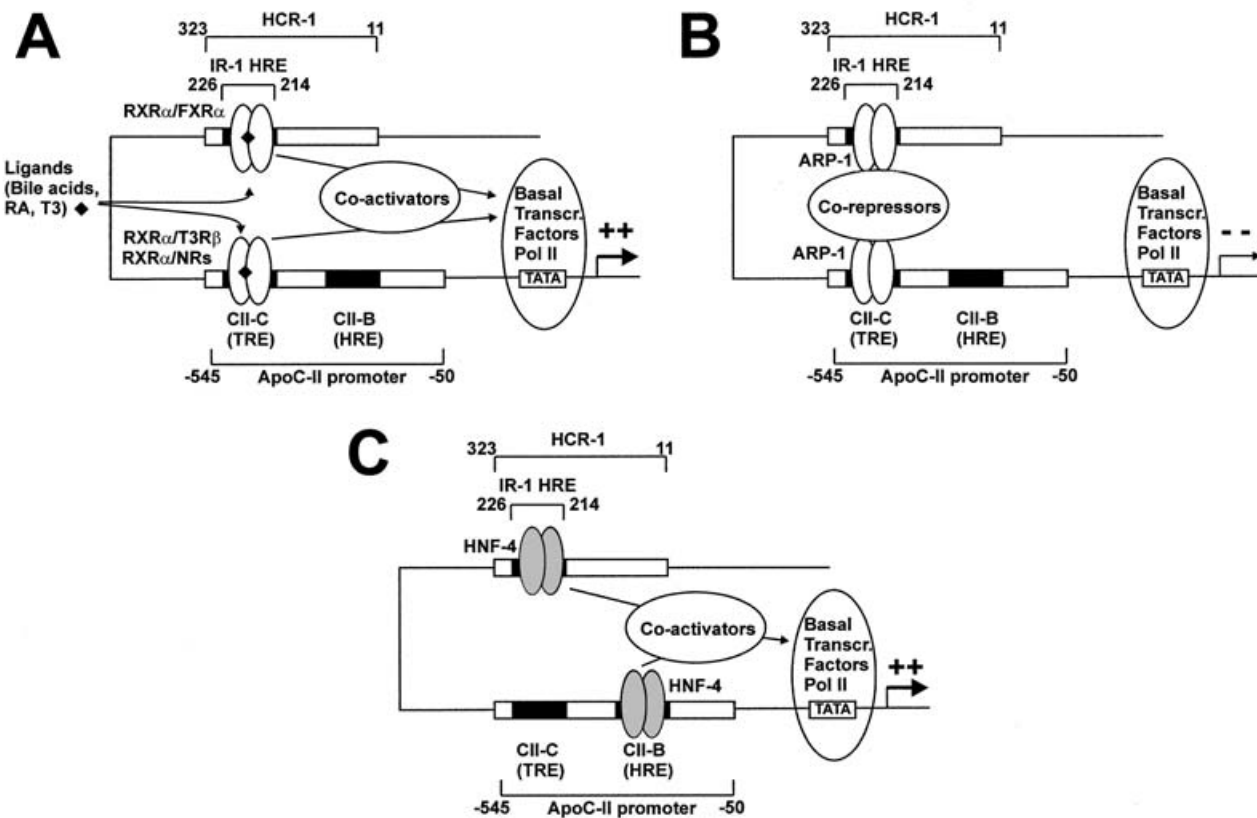 A
HCR-1
323
11
IR-1 HRE
226
214
RXRα/FXRα
Ligands
(Bile acids,
RA, T3) ◆
Co-activators
Basal
Transcr.
Factors
Pol II
++
RXRα/T3Rβ
RXRα/NRs
TATA
CII-C
(TRE)
CII-B
(HRE)
-545
ApoC-II promoter
-50
B
HCR-1
323
11
IR-1 HRE
226
214
ARP-1
Co-repressors
Basal
Transcr.
Factors
Pol II
- -
ARP-1
TATA
CII-C
(TRE)
CII-B
(HRE)
-545
ApoC-II promoter
-50
C
HCR-1
323
11
IR-1 HRE
226
214
HNF-4
Co-activators
Basal
Transcr.
Factors
Pol II
++
HNF-4
TATA
CII-C
(TRE)
CII-B
(HRE)
-545
ApoC-II promoter
-50